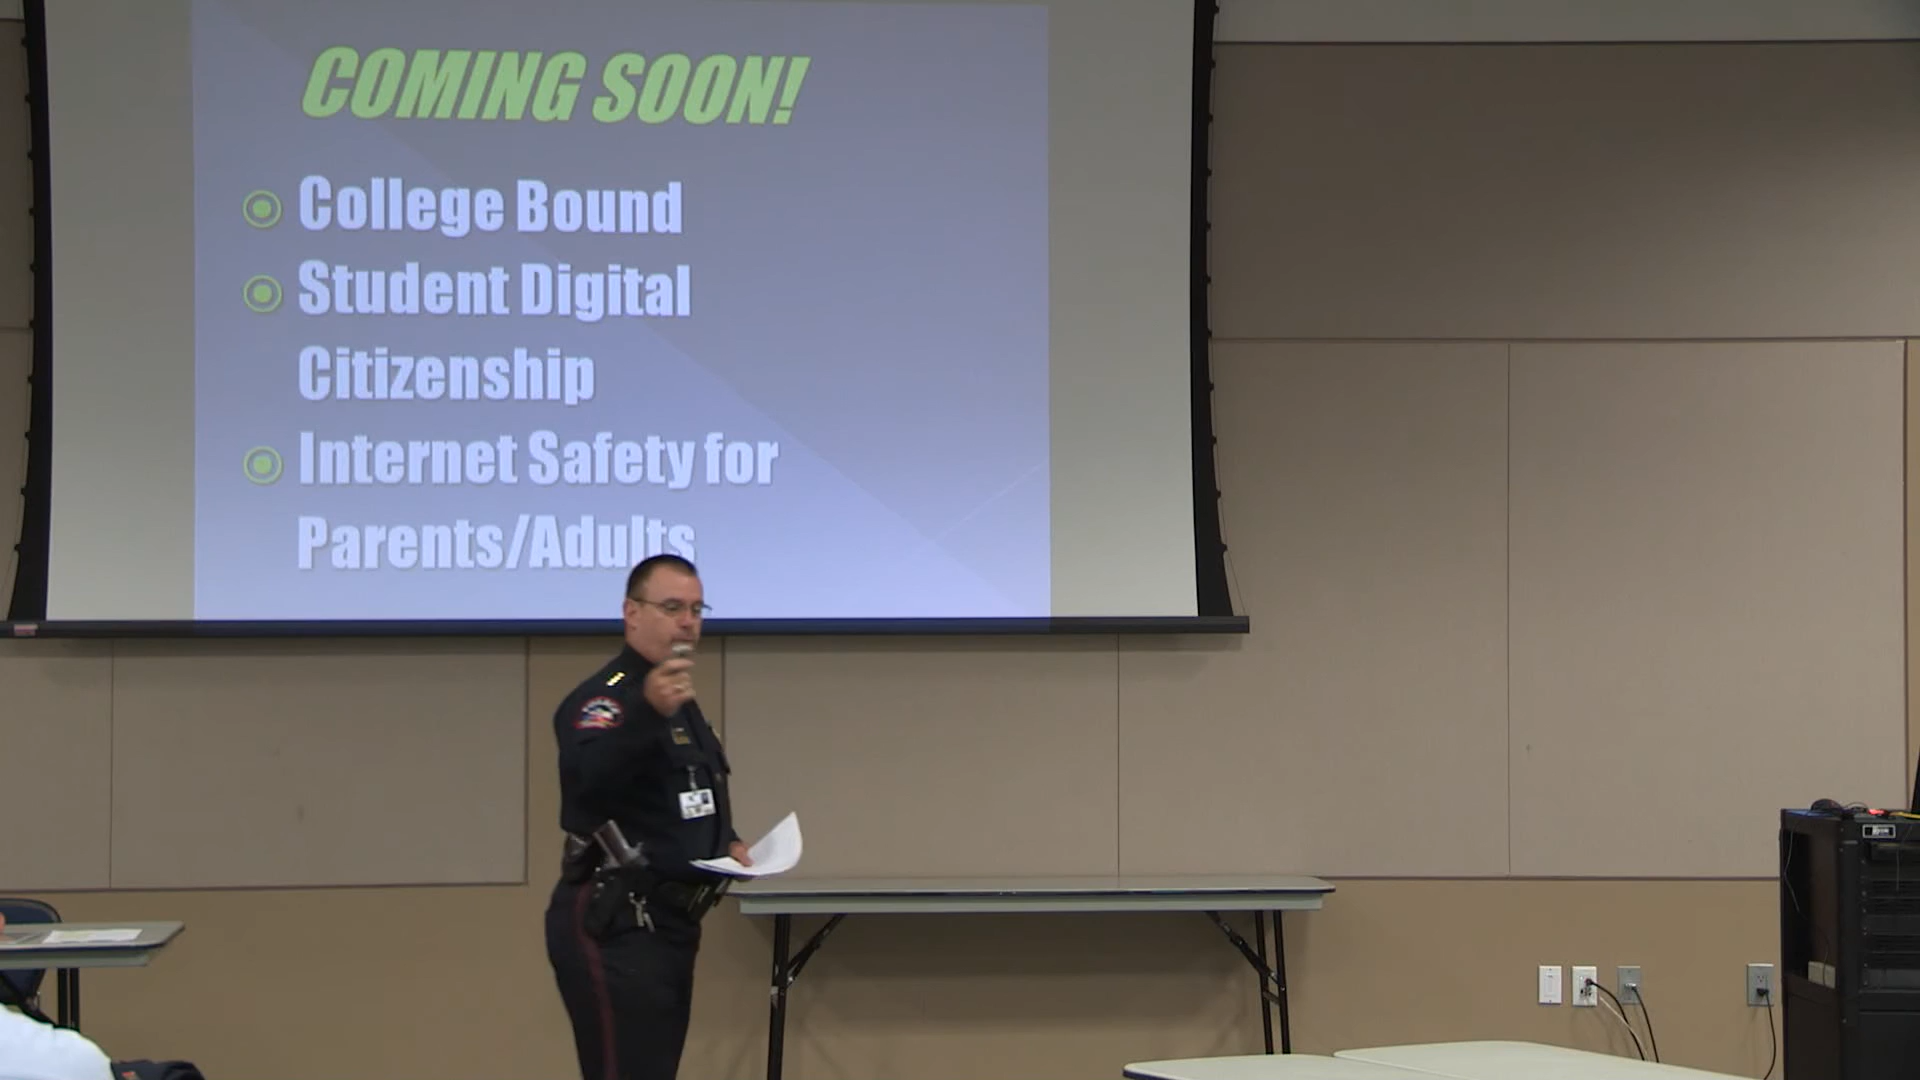 COMING SOON!
College Bound
Student Digital
Citizenship
Internet Safety for
Parents/Adults